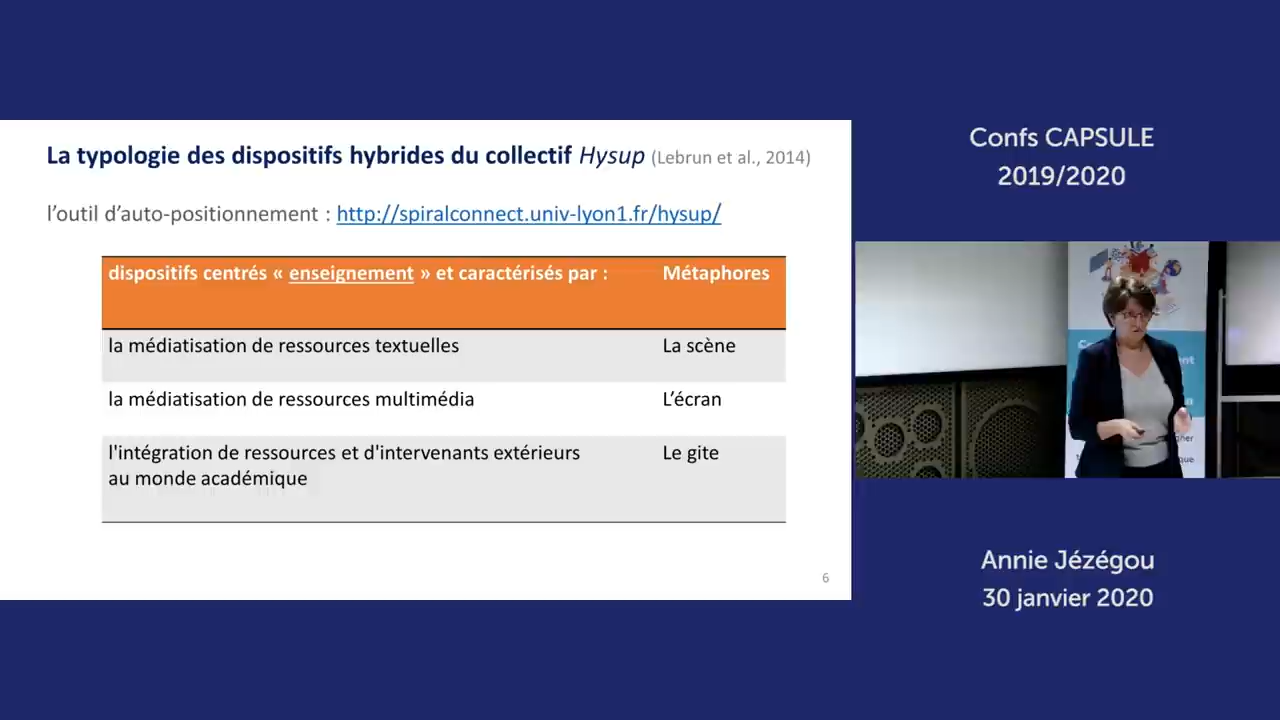 La typologie des dispositifs hybrides du collectif Hysup (Lebrun et al., 2014)
l'outil d'auto-positionnement : http://spiralconnect.univ-lyon1.fr/hysup/
dispositifs centrés « enseignement » et caractérisés par : Métaphores
la médiatisation de ressources textuelles La scène
la médiatisation de ressources multimédia L'écran
l'intégration de ressources et d'intervenants extérieurs Le gite
au monde académique
6
Confs CAPSULE
2019/2020
Annie Jézégou
30 janvier 2020